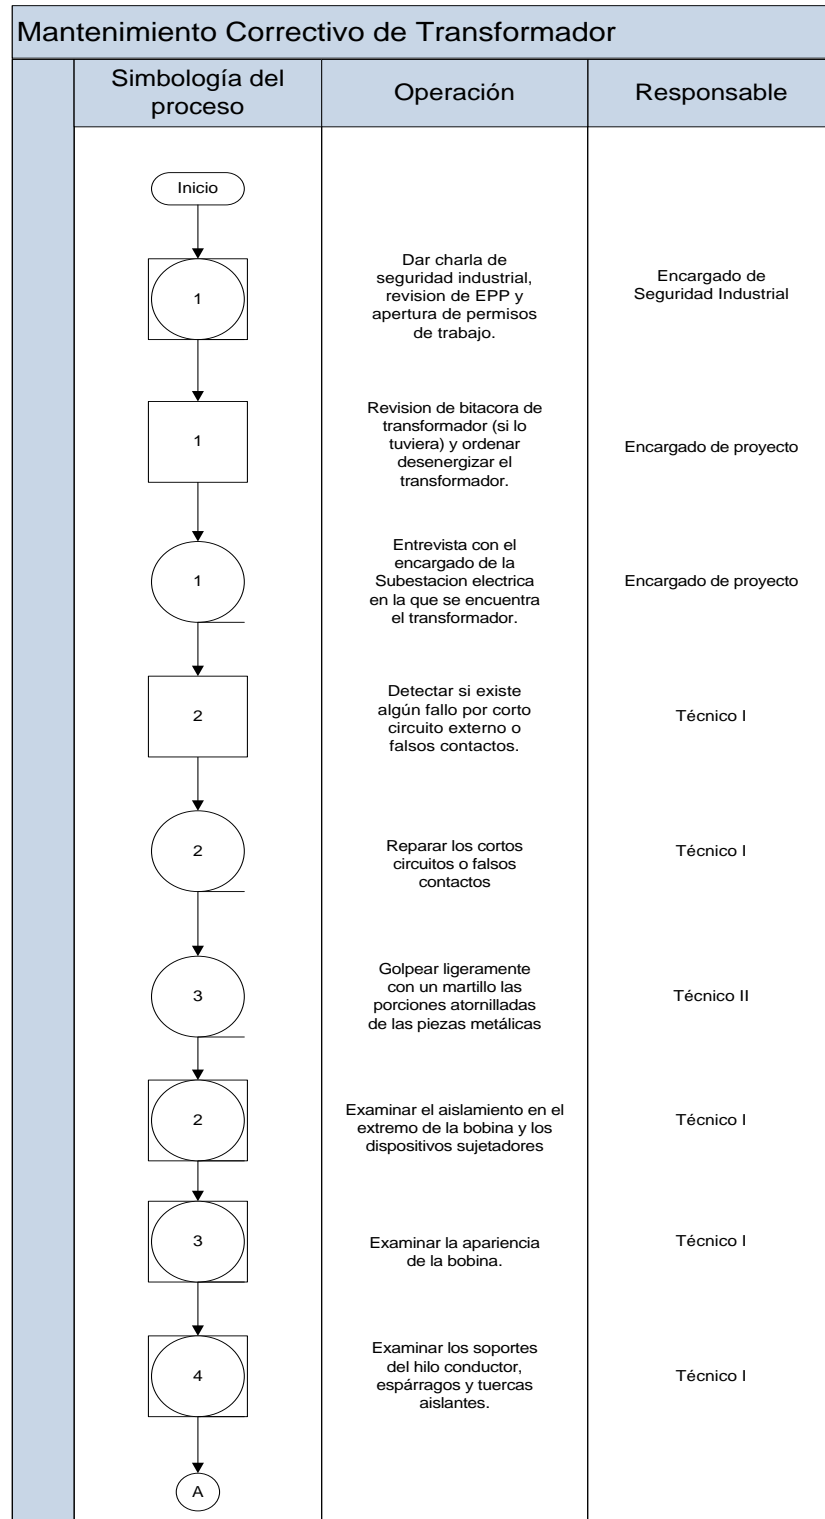 Mantenimiento Correctivo de Transformador
Simbología del
proceso
Operación
Responsable
Inicio
1
Dar charla de
seguridad industrial,
revision de EPP y
apertura de permisos
de trabajo.
Encargado de
Seguridad Industrial
1
Revision de bitacora de
transformador (si lo
tuviera) y ordenar
desenergizar el
transformador.
Encargado de proyecto
1
Entrevista con el
encargado de la
Subestacion electrica
en la que se encuentra
el transformador.
Encargado de proyecto
2
Detectar si existe
algún fallo por corto
circuito externo o
falsos contactos.
Técnico I
2
Reparar los cortos
circuitos o falsos
contactos
Técnico I
3
Golpear ligeramente
con un martillo las
porciones atornilladas
de las piezas metálicas
Técnico II
2
Examinar el aislamiento en el
extremo de la bobina y los
dispositivos sujetadores
Técnico I
3
Examinar la apariencia
de la bobina.
Técnico I
4
Examinar los soportes
del hilo conductor,
espárragos y tuercas
aislantes.
Técnico I
A